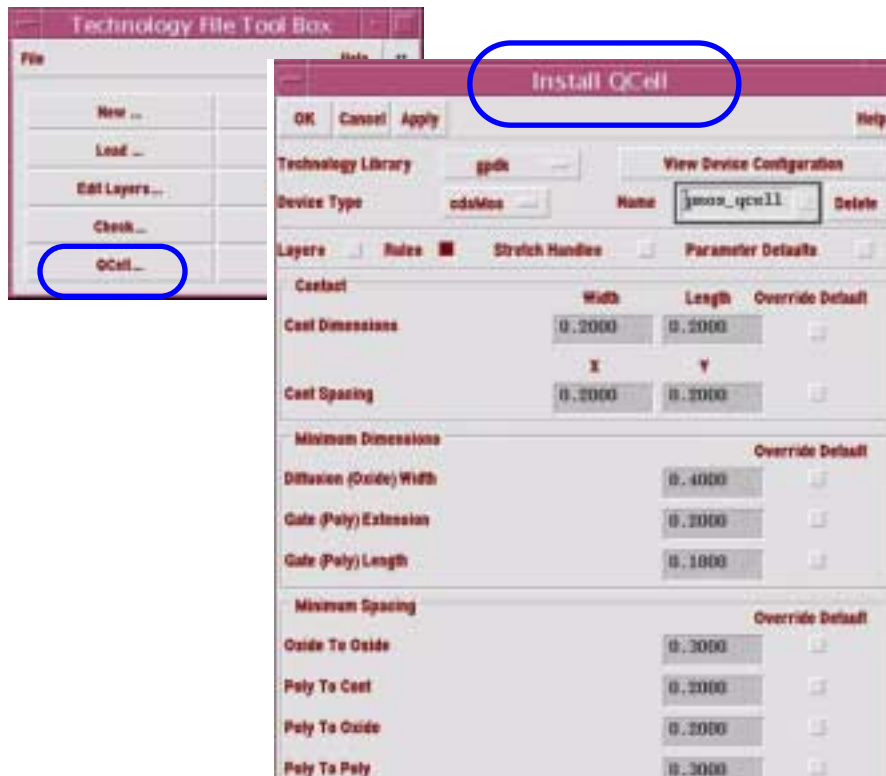 Technology File Tool Box
File Help
New ...
Load ...
Edit Layers...
Check...
QCell...
Install QCell
OK Cancel Apply Help
Technology Library gpdk View Device Configuration
Device Type cdsMos Name pmos_qcell Delete
Layers Rules Stretch Handles Parameter Defaults
Contact
Width Length Override Default
Cont Dimensions 0.2000 0.2000
X Y
Cont Spacing 0.2000 0.2000
Minimum Dimensions
Override Default
Diffusion (Oxide) Width 0.4000
Gate (Poly) Extension 0.2000
Gate (Poly) Length 0.1800
Minimum Spacing
Override Default
Oxide To Oxide 0.3000
Poly To Cont 0.2000
Poly To Oxide 0.2000
Poly To Poly 0.3000